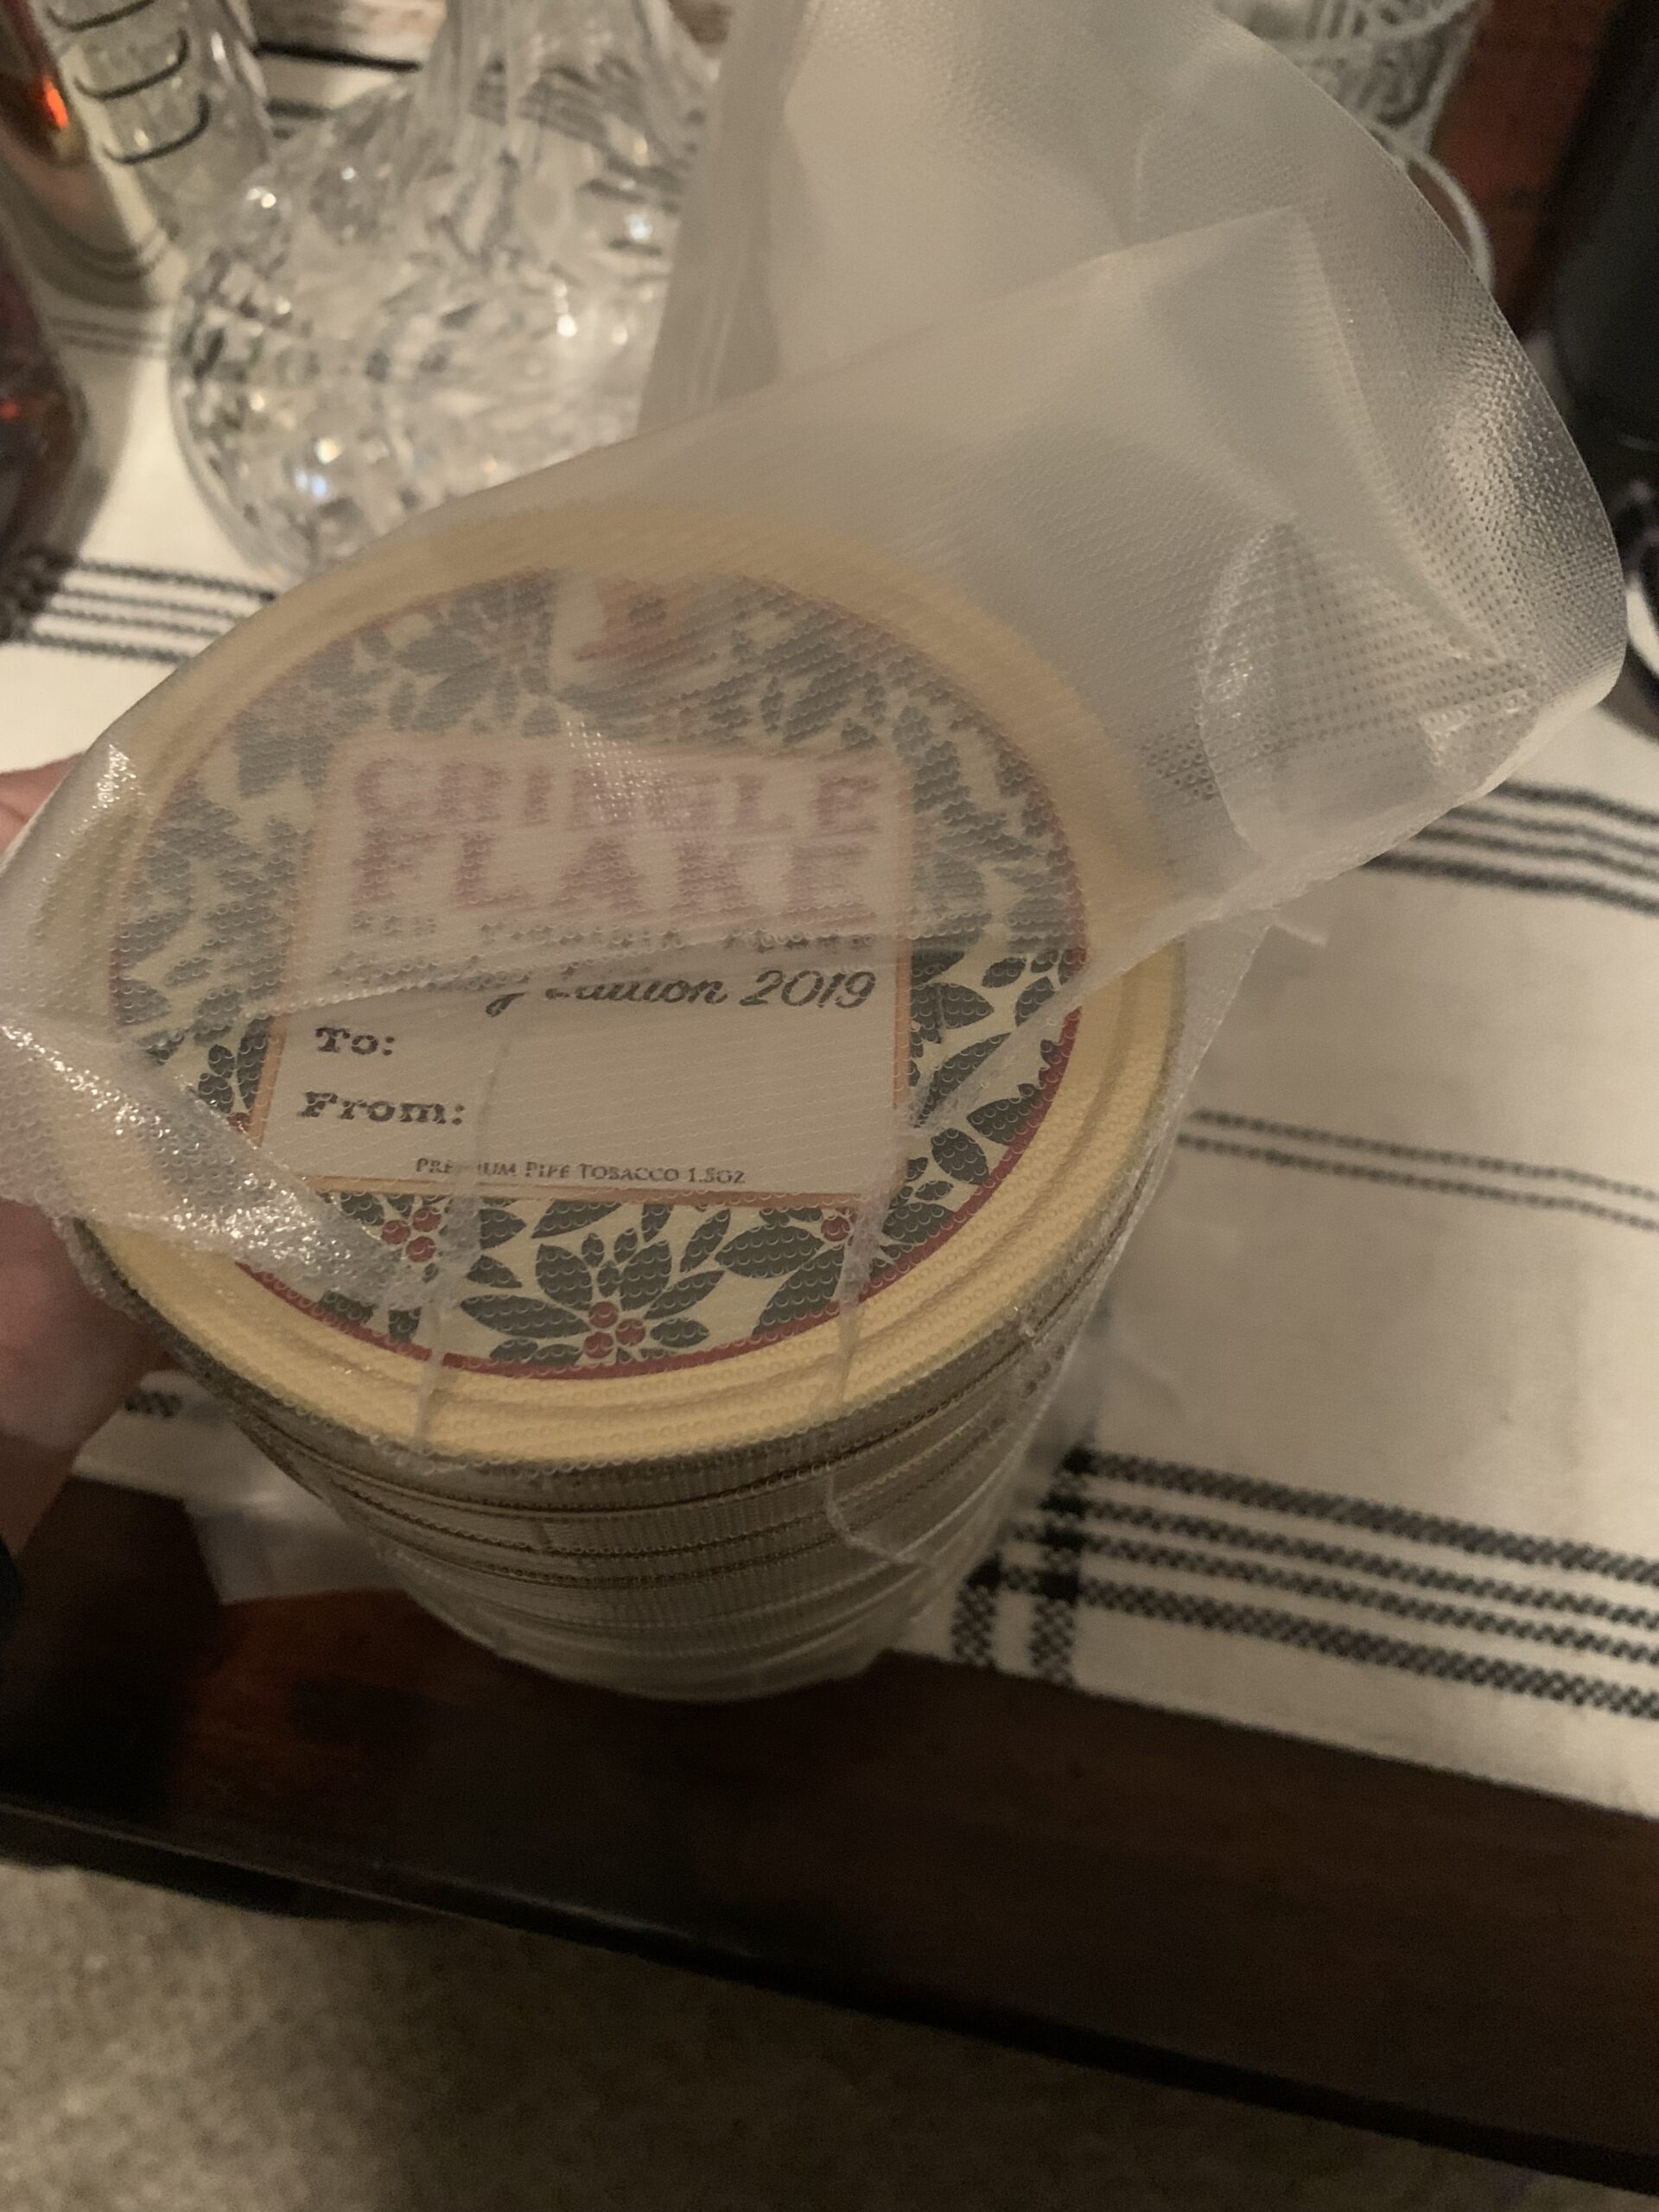 CRINGLE
FLAKE
Edition 2019
To:
From:
PREMIUM PIPE TOBACCO 1.5OZ